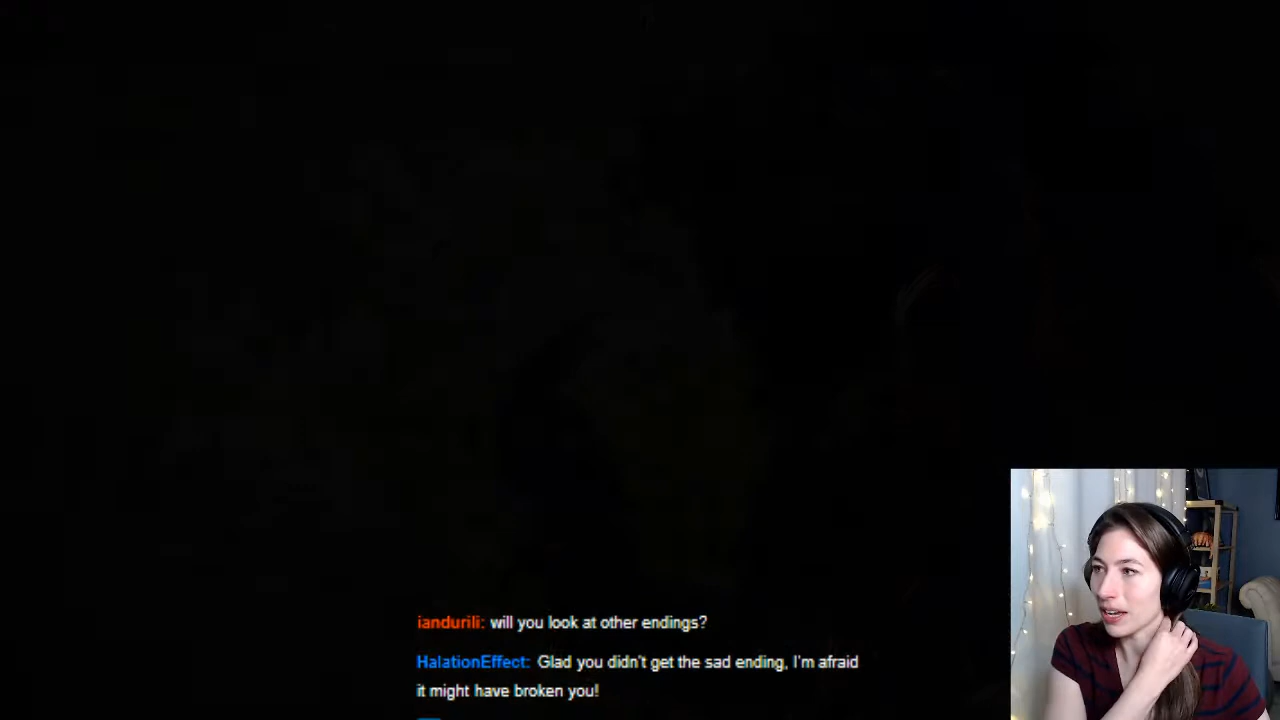 iandurili: will you look at other endings?
HalationEffect: Glad you didn't get the sad ending, I'm afraid
it might have broken you!